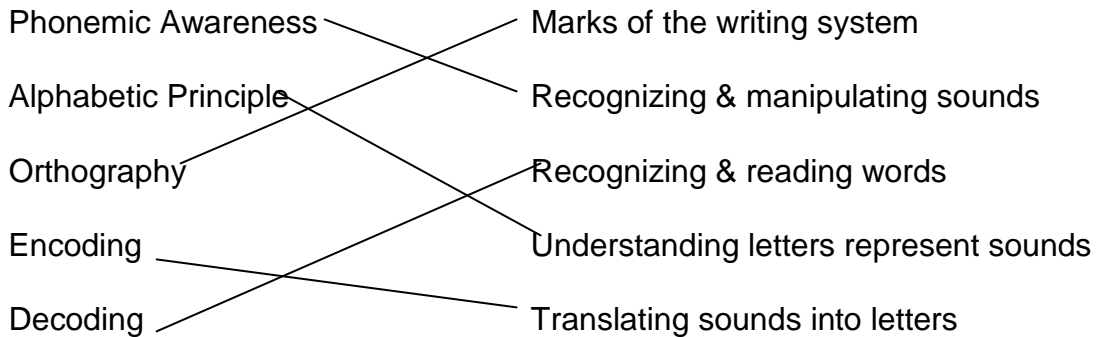 Phonemic Awareness Marks of the writing system
Alphabetic Principle Recognizing & manipulating sounds
Orthography Recognizing & reading words
Encoding Understanding letters represent sounds
Decoding Translating sounds into letters